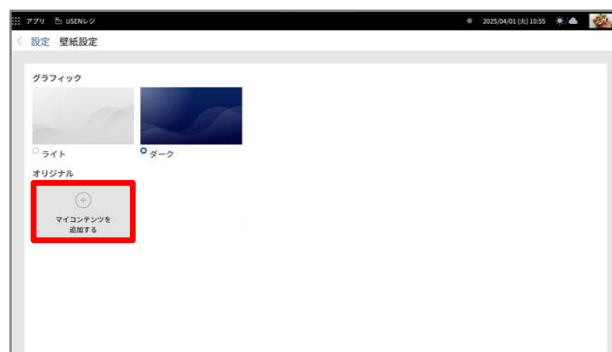 アプリ USENレジ 2025/04/01 (火) 10:55
設定 壁紙設定
グラフィック
ライト ダーク
オリジナル
マイコンテンツを
追加する